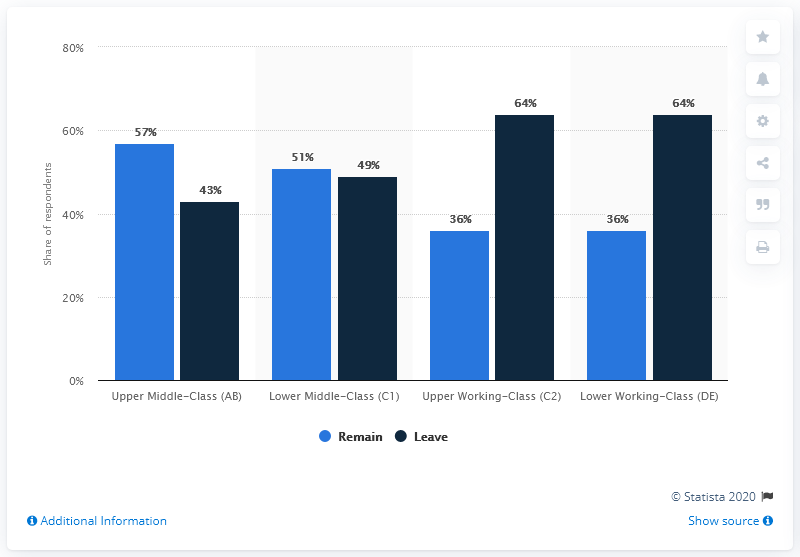 80%
60%
40%
20%
0%
Share of respondents
57%
43%
51%
49%
36%
64%
36%
64%
Upper Middle-Class (AB)
Lower Middle-Class (C1)
Upper Working-Class (C2)
Lower Working-Class (DE)
Remain
Leave
© Statista 2020
Additional Information
Show source